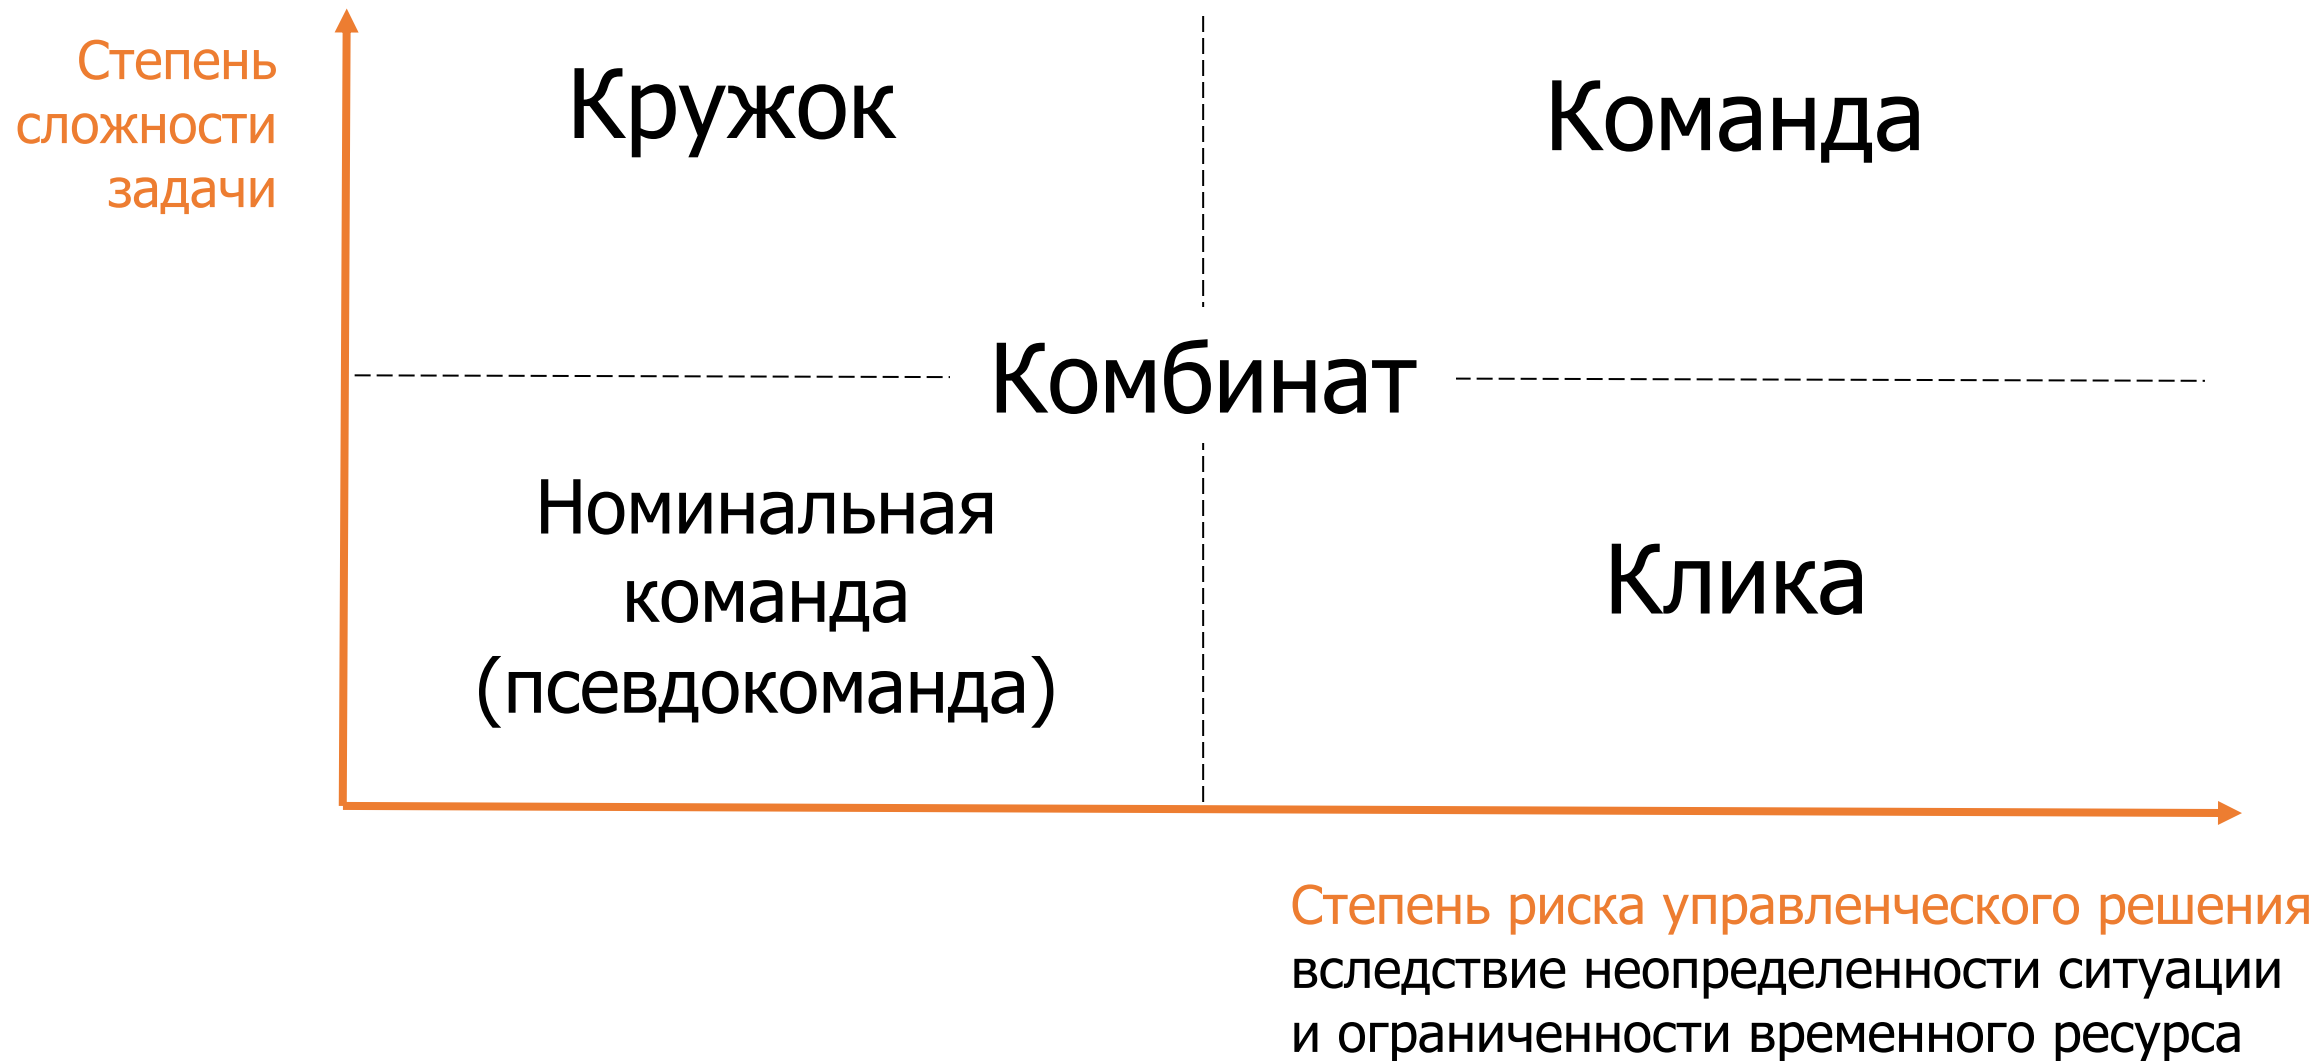 Степень
сложности
задачи
Кружок
Команда
Комбинат
Номинальная
команда
(псевдокоманда)
Клика
Степень риска управленческого решения
вследствие неопределенности ситуации
и ограниченности временного ресурса